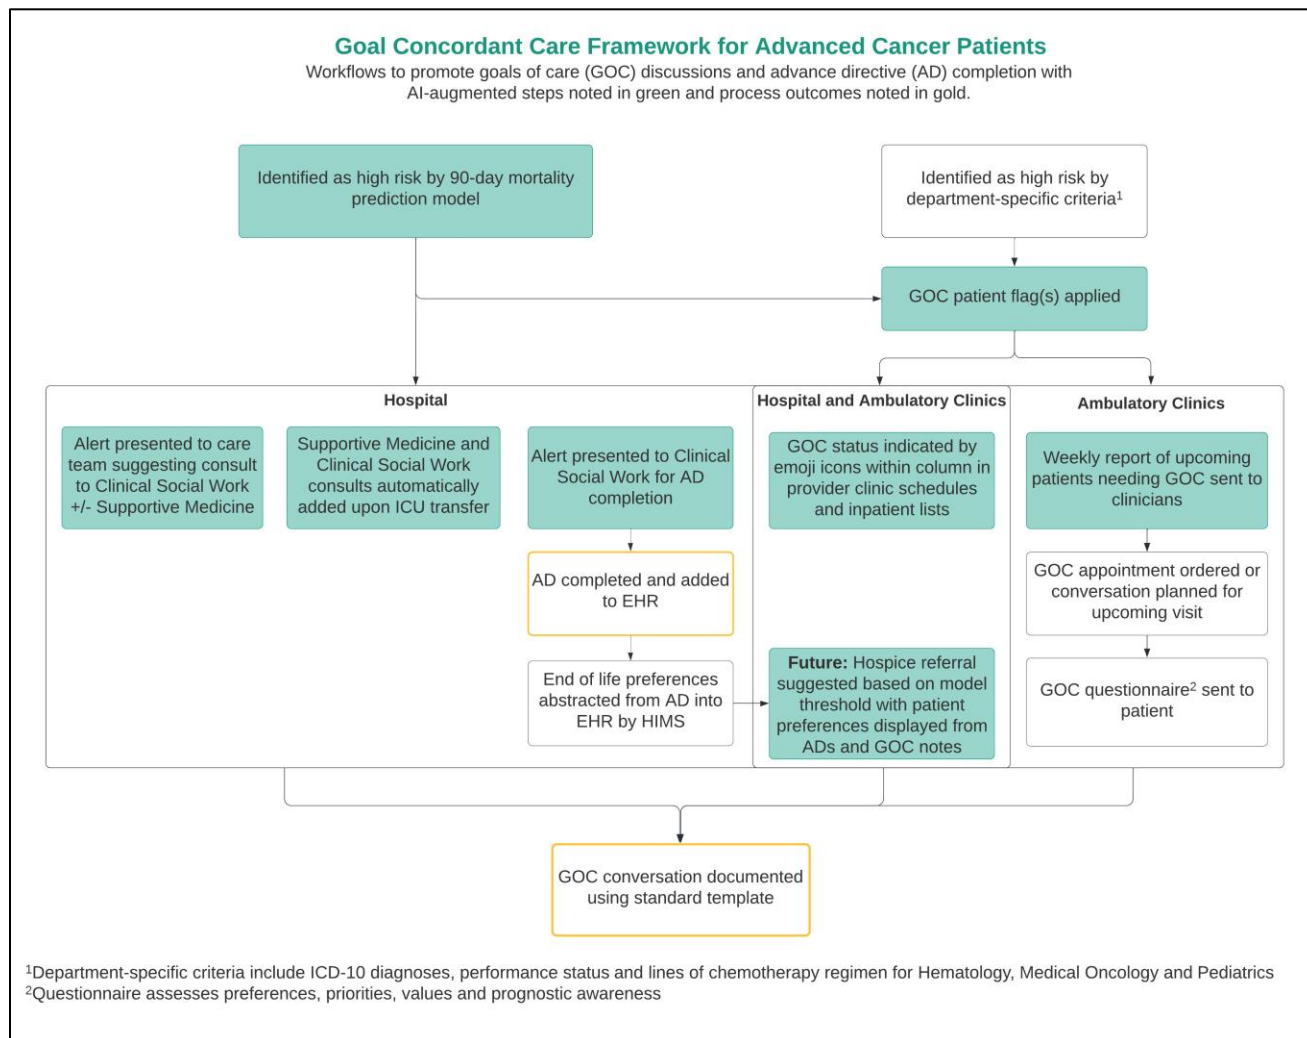 Goal Concordant Care Framework for Advanced Cancer Patients
Workflows to promote goals of care (GOC) discussions and advance directive (AD) completion with
AI-augmented steps noted in green and process outcomes noted in gold.
Identified as high risk by 90-day mortality
prediction model
Identified as high risk by
department-specific criteria¹
GOC patient flag(s) applied
Hospital
Alert presented to care
team suggesting consult
to Clinical Social Work
+/- Supportive Medicine
Supportive Medicine and
Clinical Social Work
consults automatically
added upon ICU transfer
Alert presented to Clinical
Social Work for AD
completion
AD completed and added
to EHR
End of life preferences
abstracted from AD into
EHR by HIMS
Hospital and Ambulatory Clinics
GOC status indicated by
emoji icons within column in
provider clinic schedules
and inpatient lists
Future: Hospice referral
suggested based on model
threshold with patient
preferences displayed from
ADs and GOC notes
Ambulatory Clinics
Weekly report of upcoming
patients needing GOC sent to
clinicians
GOC appointment ordered or
conversation planned for
upcoming visit
GOC questionnaire² sent to
patient
GOC conversation documented
using standard template
¹Department-specific criteria include ICD-10 diagnoses, performance status and lines of chemotherapy regimen for Hematology, Medical Oncology and Pediatrics
²Questionnaire assesses preferences, priorities, values and prognostic awareness